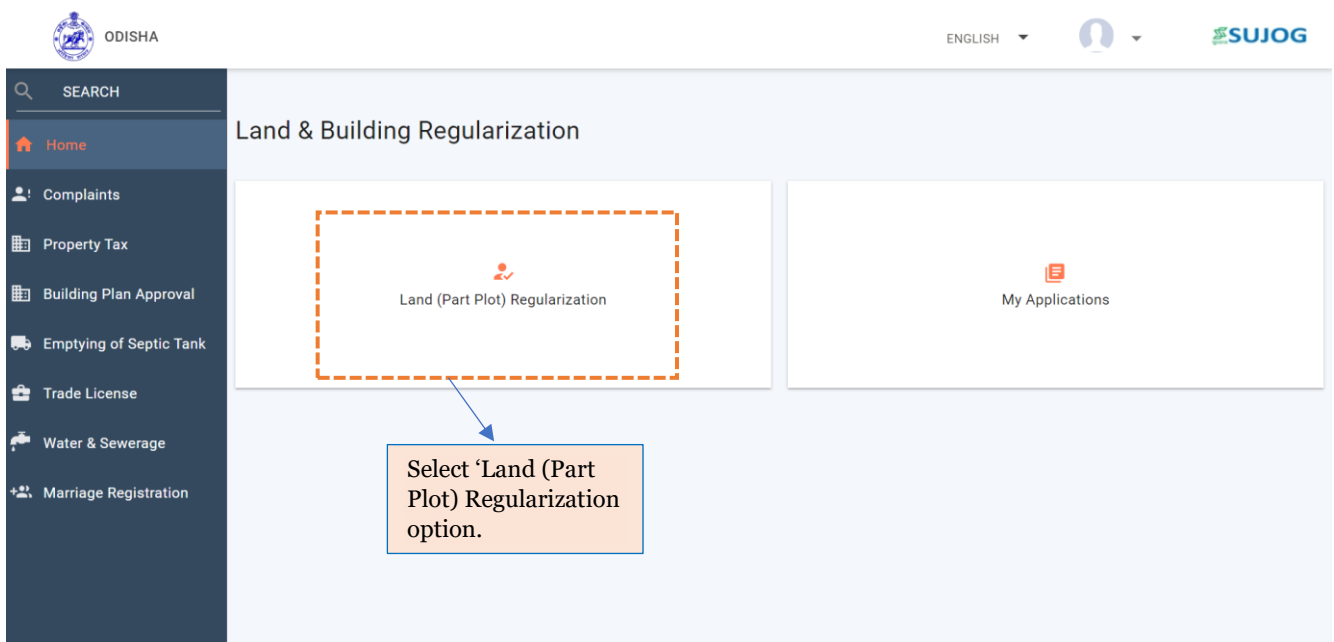 ODISHA
ENGLISH
SUJOG
SEARCH
Home
Complaints
Property Tax
Building Plan Approval
Emptying of Septic Tank
Trade License
Water & Sewerage
Marriage Registration
Land & Building Regularization
Land (Part Plot) Regularization
My Applications
Select ‘Land (Part
Plot) Regularization
option.